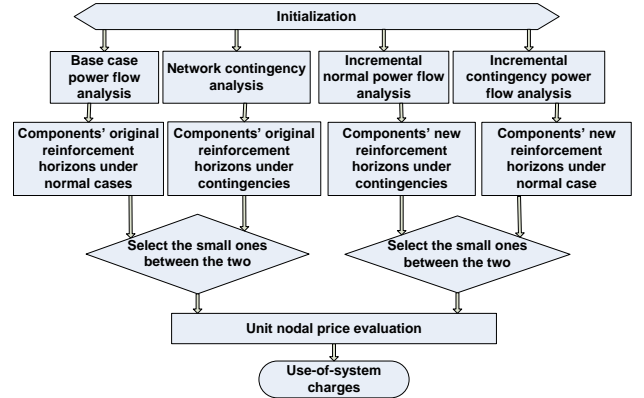 Initialization
Base case
power flow
analysis
Network contingency
analysis
Incremental
normal power flow
analysis
Incremental
contingency power
flow analysis
Components' original
reinforcement
horizons under
normal cases
Components' original
reinforcement
horizons under
contingencies
Components' new
reinforcement
horizons under
contingencies
Components' new
reinforcement
horizons under
normal case
Select the small ones
between the two
Select the small ones
between the two
Unit nodal price evaluation
Use-of-system
charges